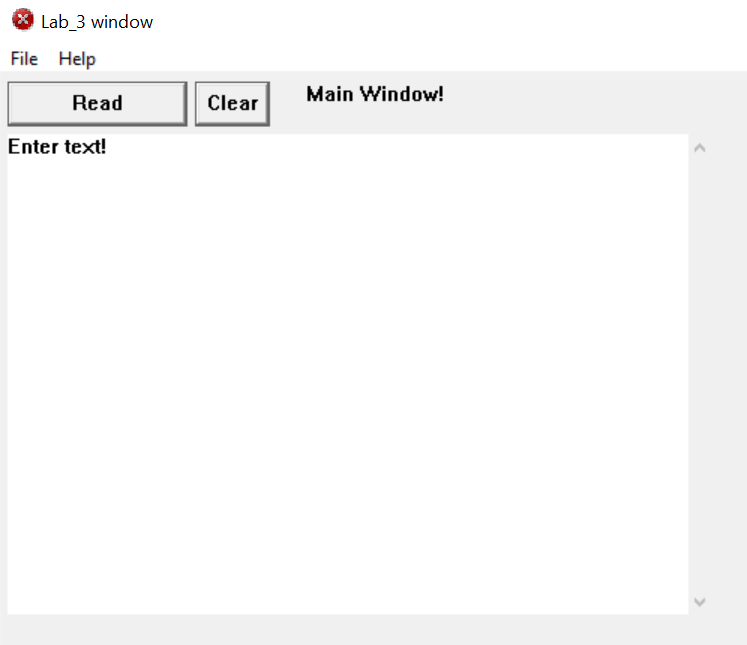 Lab_3 window
File Help
Read Clear Main Window!
Enter text!